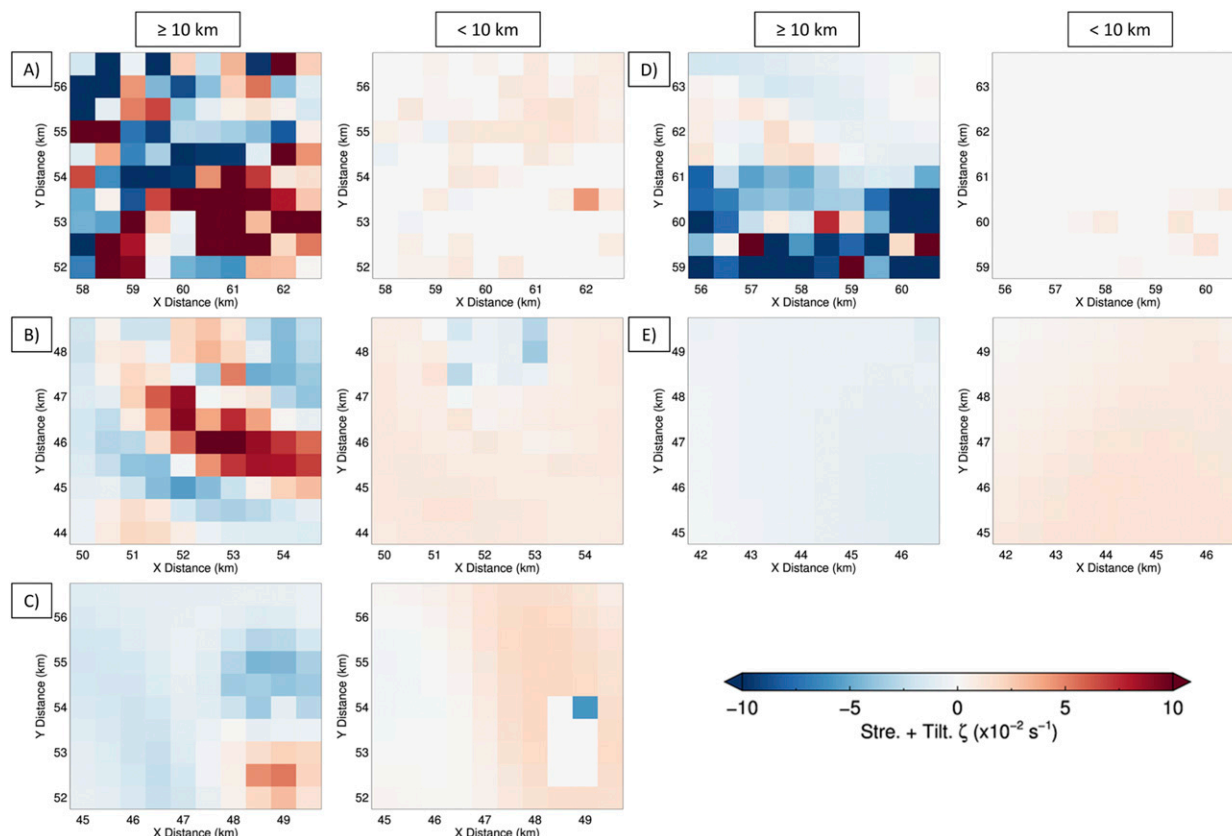 ≥ 10 km
< 10 km
≥ 10 km
< 10 km
A)
Y Distance (km)
56
55
54
53
52
58 59 60 61 62
X Distance (km)
Y Distance (km)
56
55
54
53
52
58 59 60 61 62
X Distance (km)
D)
Y Distance (km)
63
62
61
60
59
56 57 58 59 60
X Distance (km)
Y Distance (km)
63
62
61
60
59
56 57 58 59 60
X Distance (km)
B)
Y Distance (km)
48
47
46
45
44
50 51 52 53 54
X Distance (km)
Y Distance (km)
48
47
46
45
44
50 51 52 53 54
X Distance (km)
E)
Y Distance (km)
49
48
47
46
45
42 43 44 45 46
X Distance (km)
Y Distance (km)
49
48
47
46
45
42 43 44 45 46
X Distance (km)
C)
Y Distance (km)
56
55
54
53
52
45 46 47 48 49
X Distance (km)
Y Distance (km)
56
55
54
53
52
45 46 47 48 49
X Distance (km)
−10 −5 0 5 10
Stre. + Tilt. ζ (x10⁻² s⁻¹)